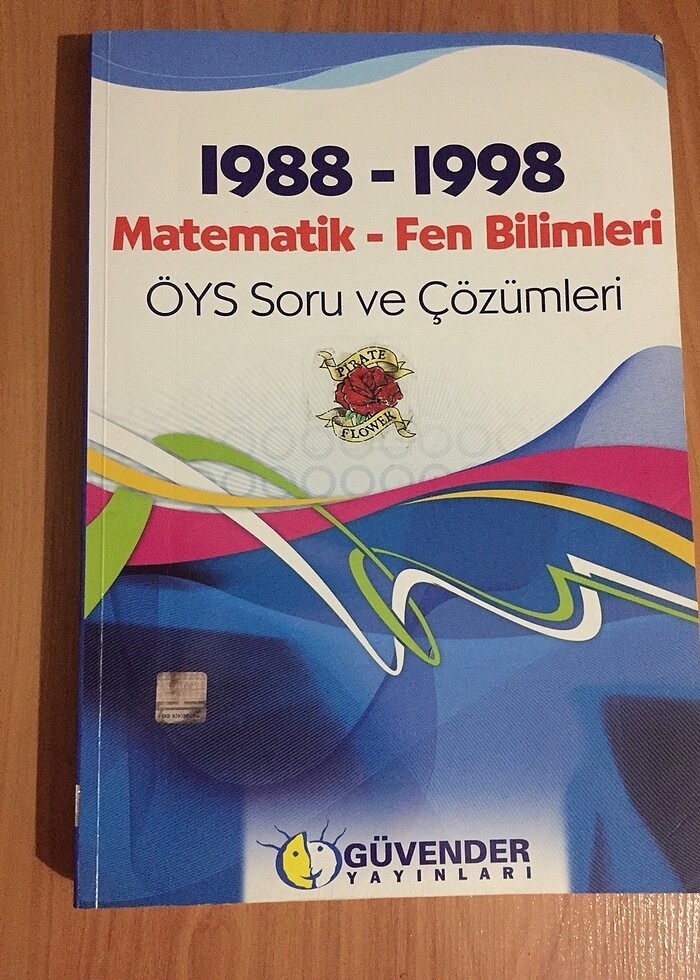 1988 - 1998
Matematik - Fen Bilimleri
ÖYS Soru ve Çözümleri
PIRATE
FLOWER
GÜVENDER
YAYINLARI